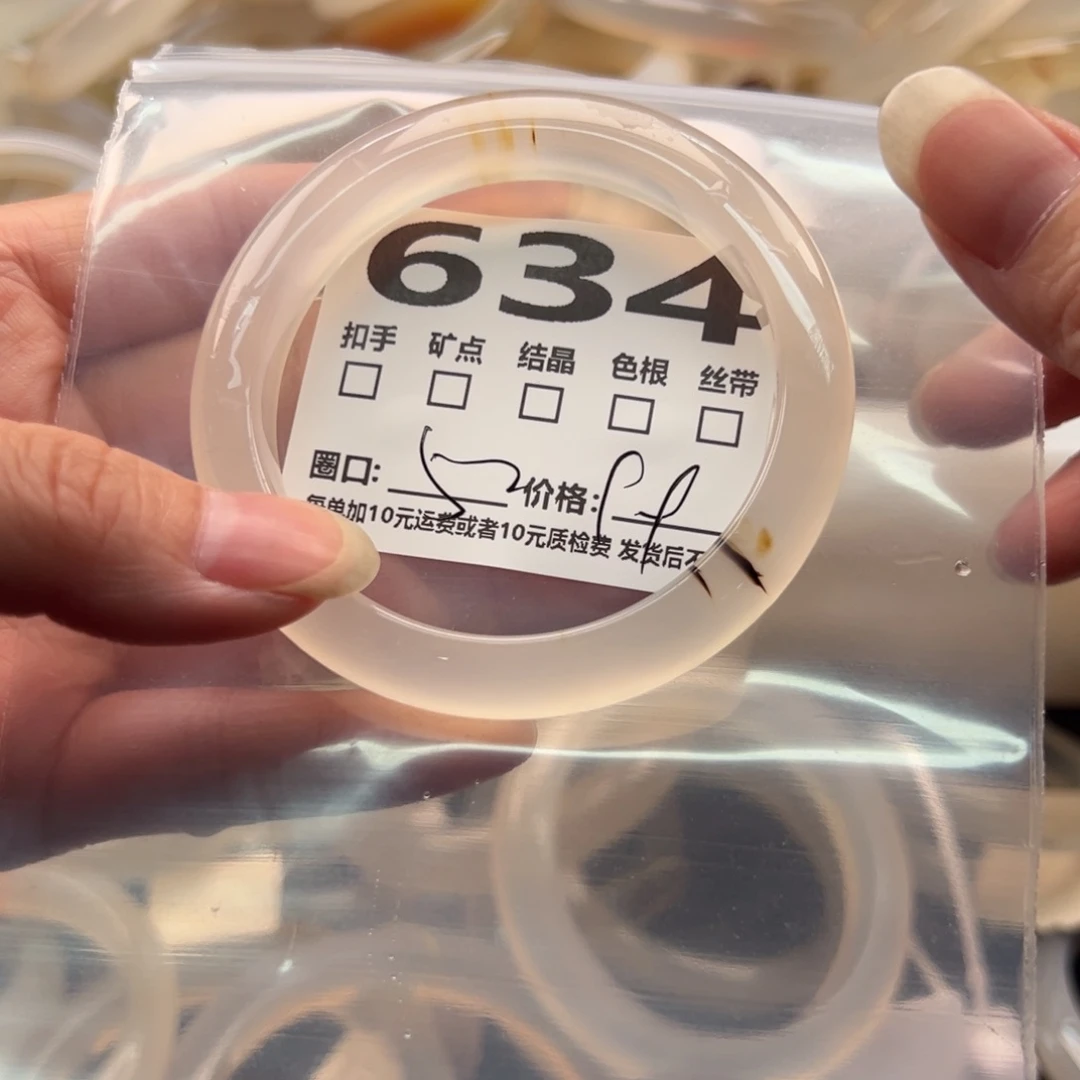 634
扣手 矿点 结晶 色根 丝带
圈口: 价格:
每单加10元运费或者10元质检费 发货后不